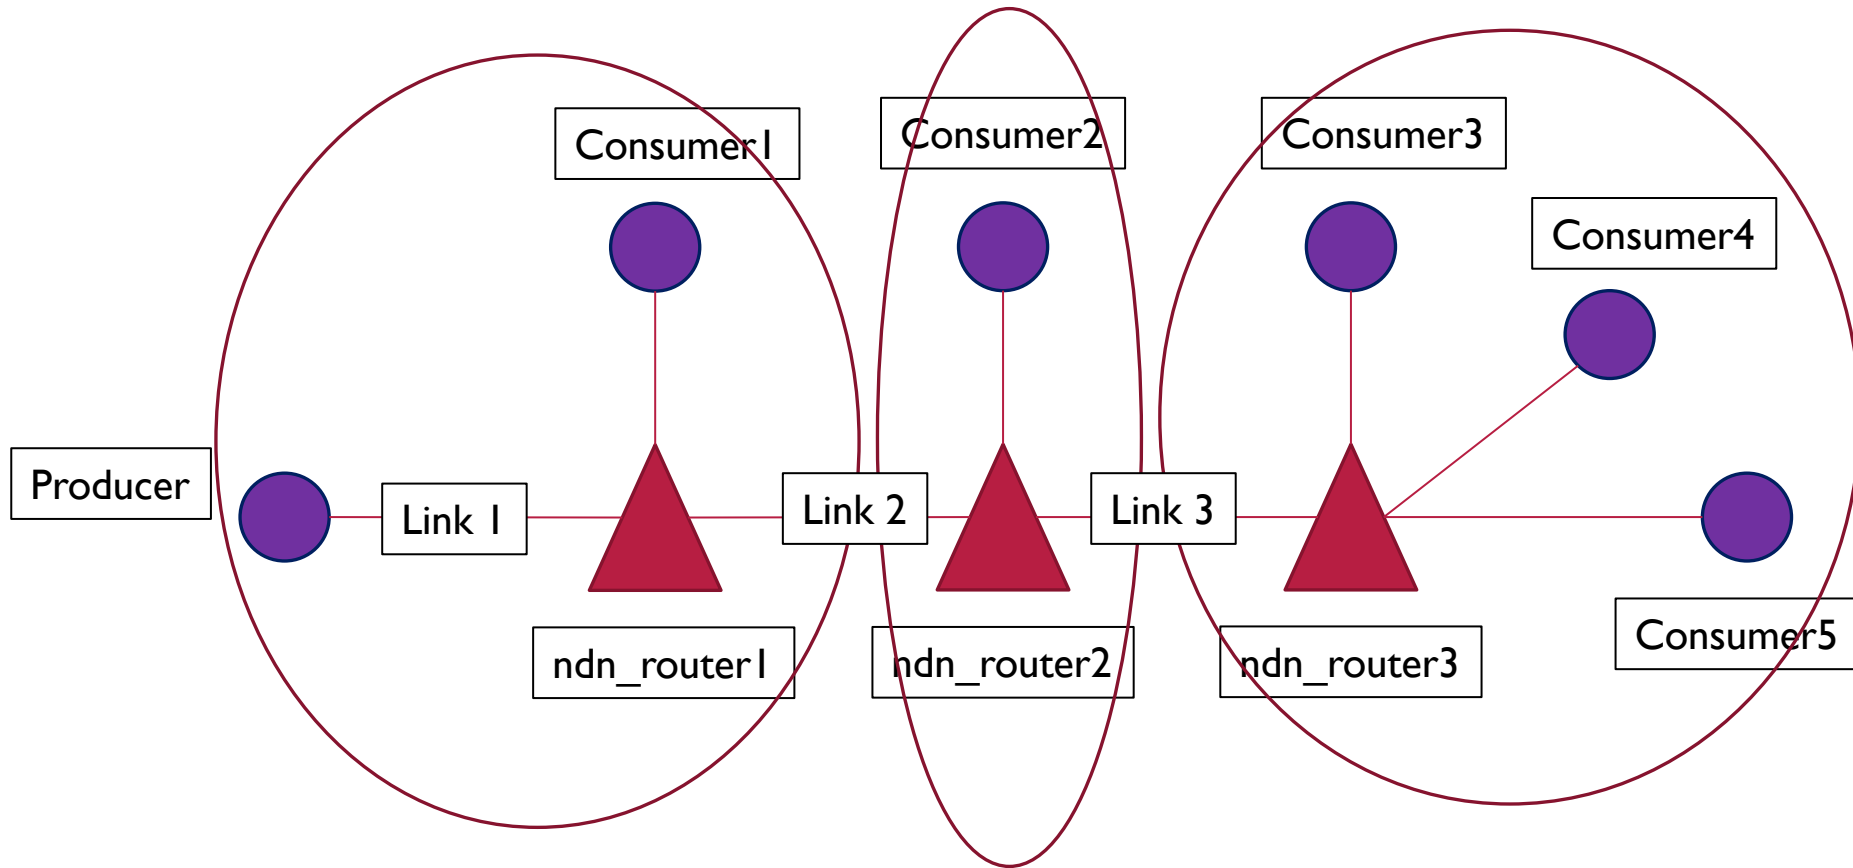 Consumer1
Consumer2
Consumer3
Consumer4
Producer
Link 1
Link 2
Link 3
ndn_router1
ndn_router2
ndn_router3
Consumer5